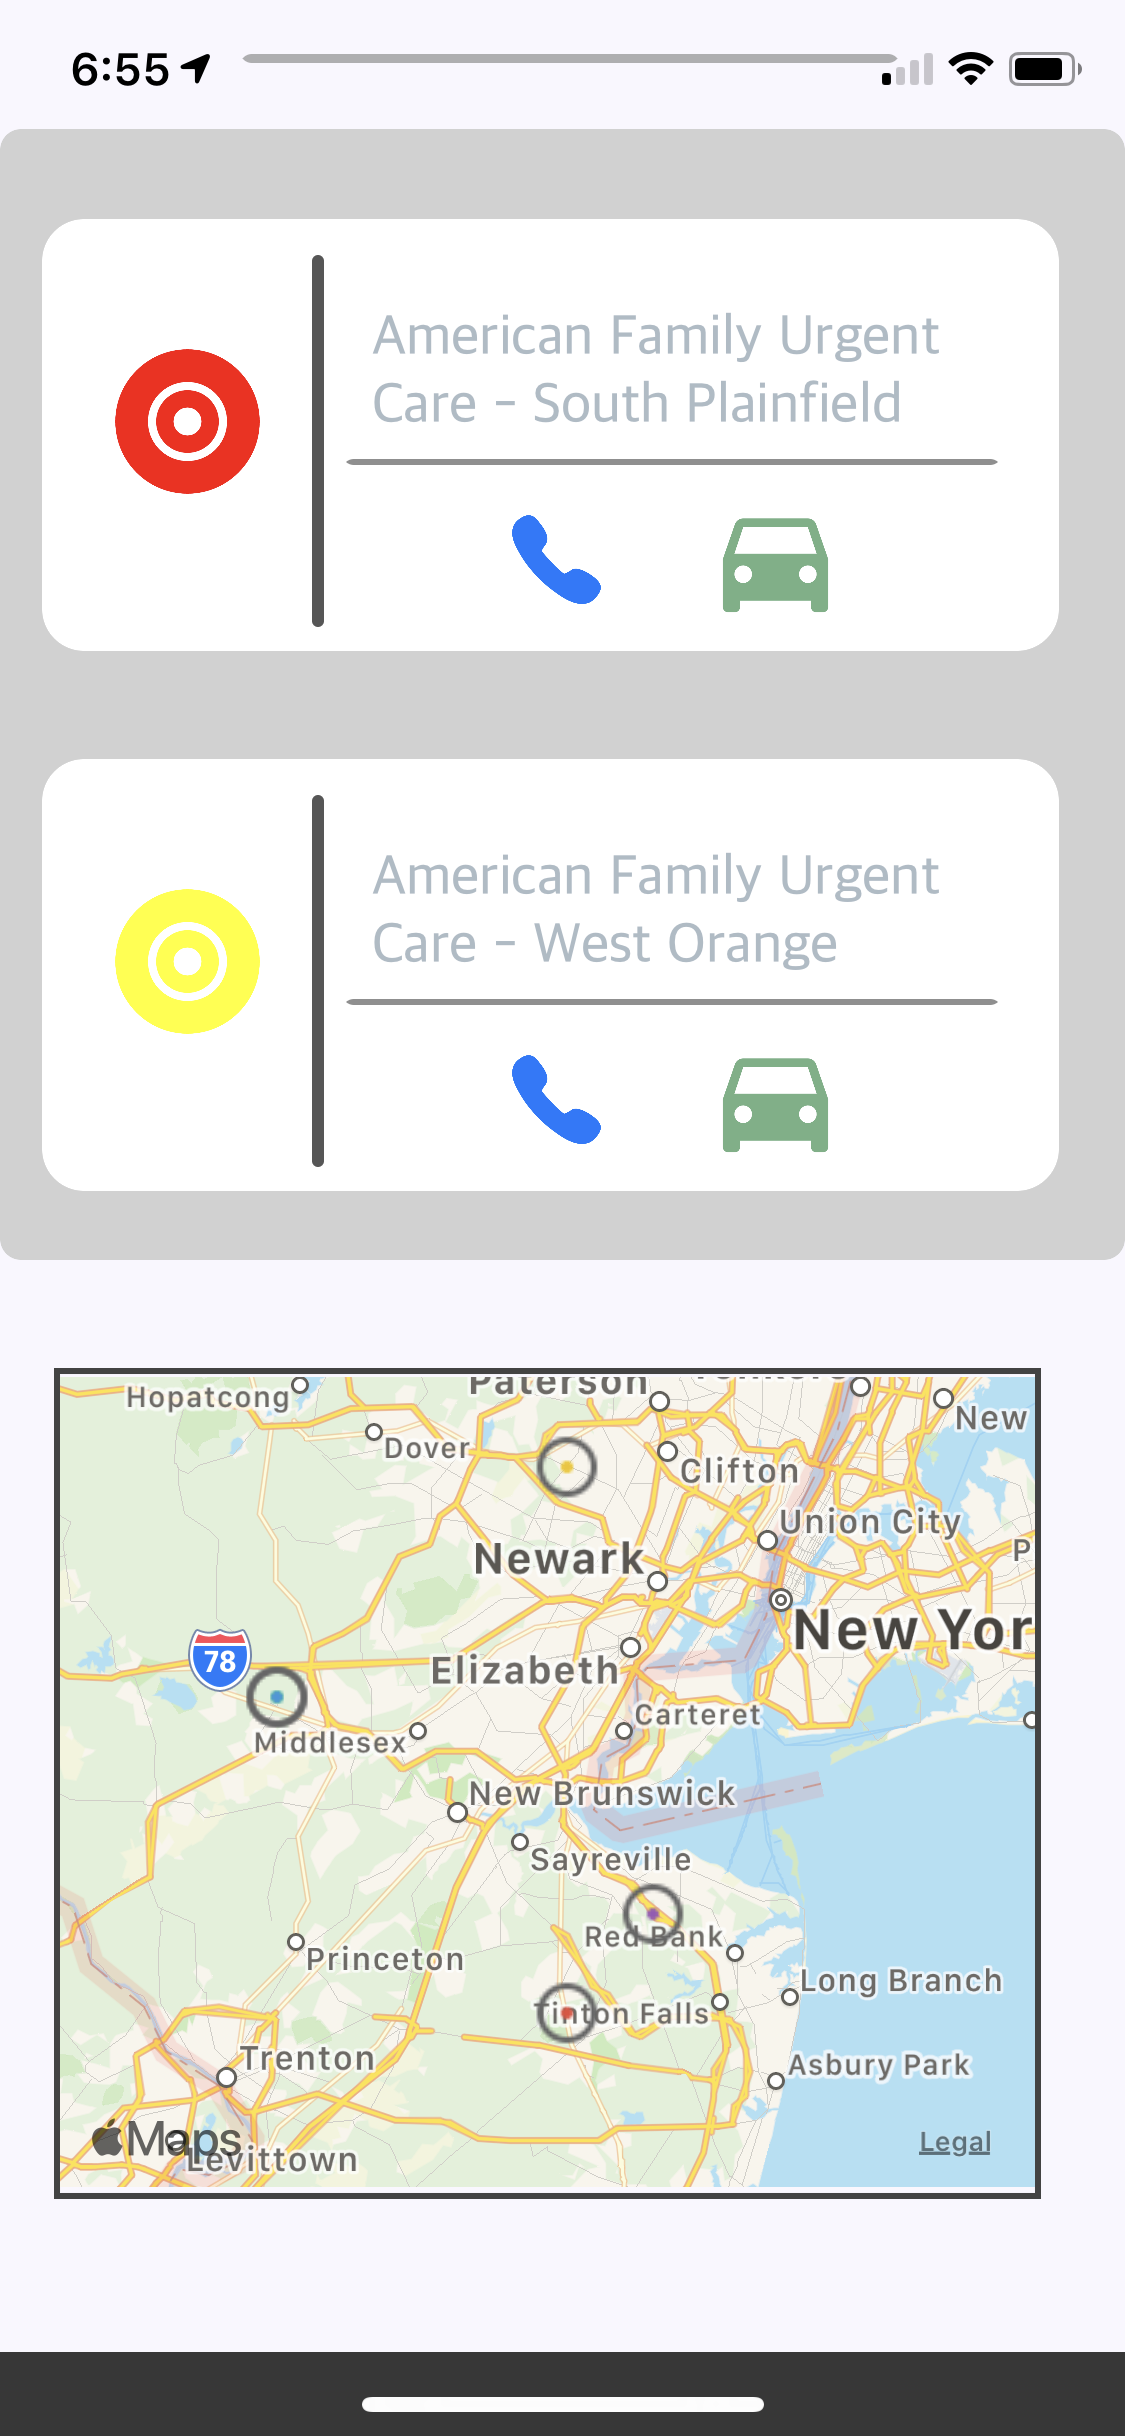 6:55
American Family Urgent
Care - South Plainfield
American Family Urgent
Care - West Orange
Hopatcong
Paterson
New
Dover
Clifton
Union City
P
Newark
New Yor
78
Elizabeth
Carteret
Middlesex
New Brunswick
Sayreville
Red Bank
Princeton
Long Branch
Tinton Falls
Trenton
Asbury Park
Maps
Legal
Levittown